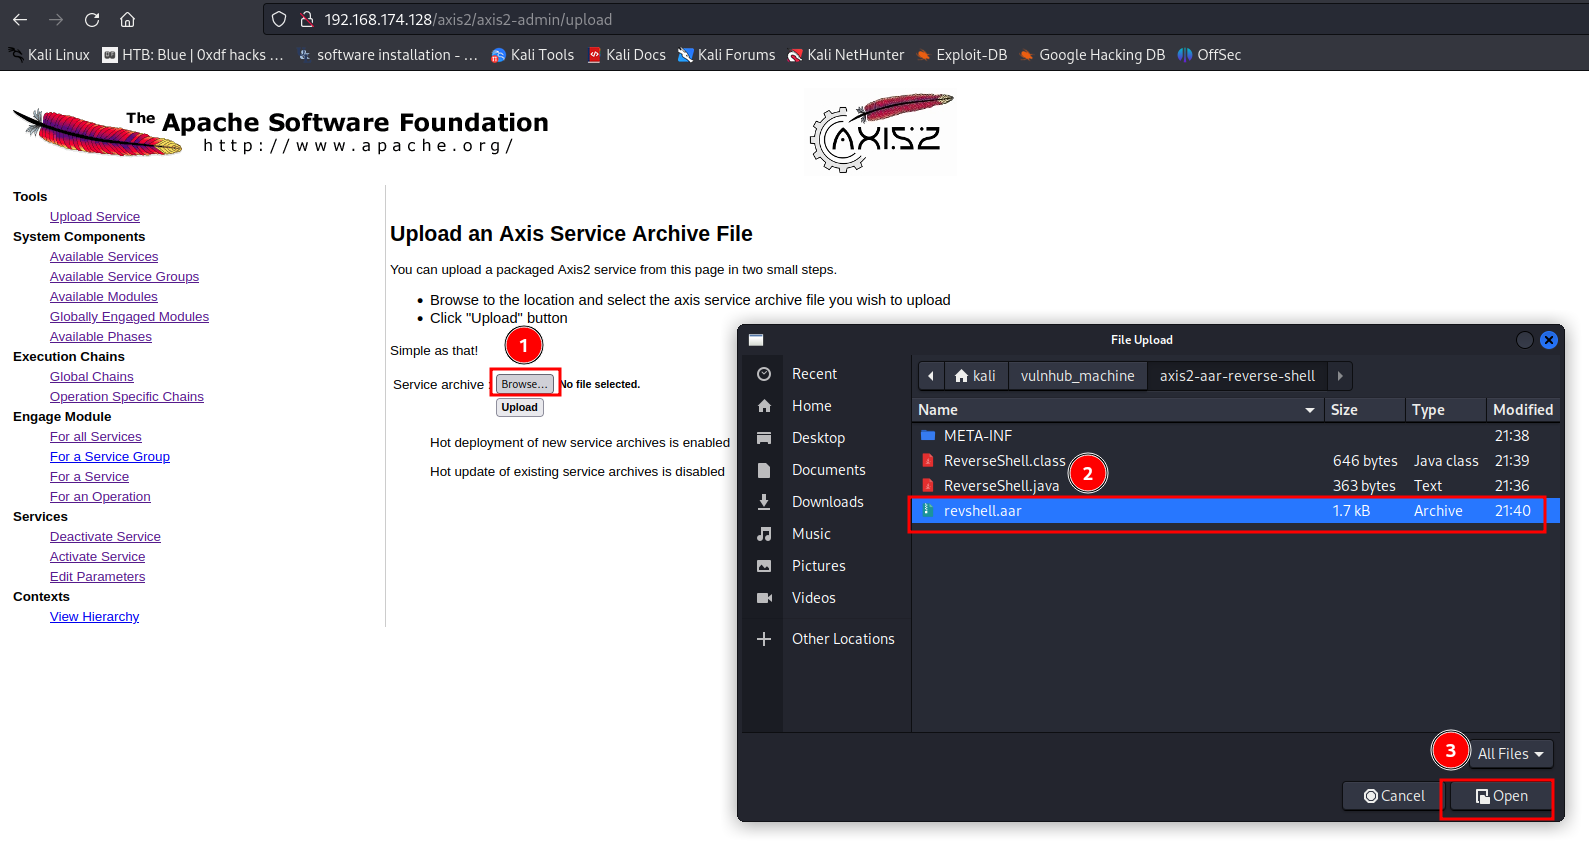 192.168.174.128/axis2/axis2-admin/upload
Kali Linux HTB: Blue | 0xdf hacks ... software installation - ... Kali Tools Kali Docs Kali Forums Kali NetHunter Exploit-DB Google Hacking DB OffSec
The Apache Software Foundation
http://www.apache.org/
AXIS2
Tools
Upload Service
System Components
Available Services
Available Service Groups
Available Modules
Globally Engaged Modules
Available Phases
Execution Chains
Global Chains
Operation Specific Chains
Engage Module
For all Services
For a Service Group
For a Service
For an Operation
Services
Deactivate Service
Activate Service
Edit Parameters
Contexts
View Hierarchy
Upload an Axis Service Archive File
You can upload a packaged Axis2 service from this page in two small steps.
• Browse to the location and select the axis service archive file you wish to upload
• Click "Upload" button
Simple as that!
1
Service archive : Browse... No file selected.
Upload
Hot deployment of new service archives is enabled
Hot update of existing service archives is disabled
File Upload
Recent
Home
Desktop
Documents
Downloads
Music
Pictures
Videos
Other Locations
kali vulnhub_machine axis2-aar-reverse-shell
Name Size Type Modified
META-INF 21:38
ReverseShell.class 646 bytes Java class 21:39
2
ReverseShell.java 363 bytes Text 21:36
revshell.aar 1.7 kB Archive 21:40
3
All Files
Cancel Open